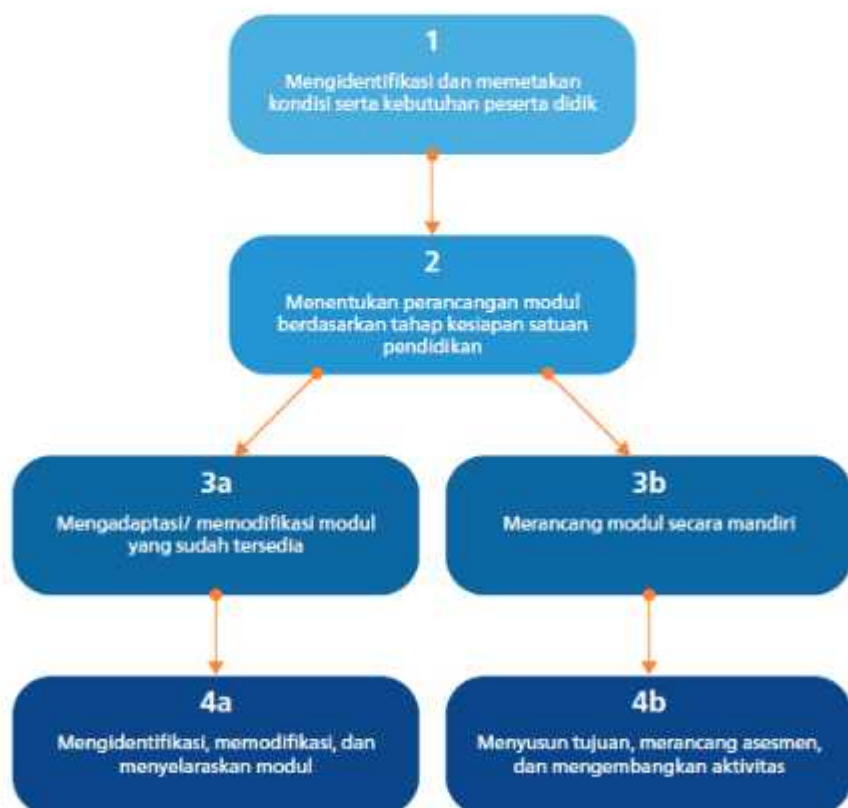 1
Mengidentifikasi dan memetakan
kondisi serta kebutuhan peserta didik
2
Menentukan perancangan modul
berdasarkan tahap kesiapan satuan
pendidikan
3a
Mengadaptasi/ memodifikasi modul
yang sudah tersedia
3b
Merancang modul secara mandiri
4a
Mengidentifikasi, memodifikasi, dan
menyelaraskan modul
4b
Menyusun tujuan, merancang asesmen,
dan mengembangkan aktivitas